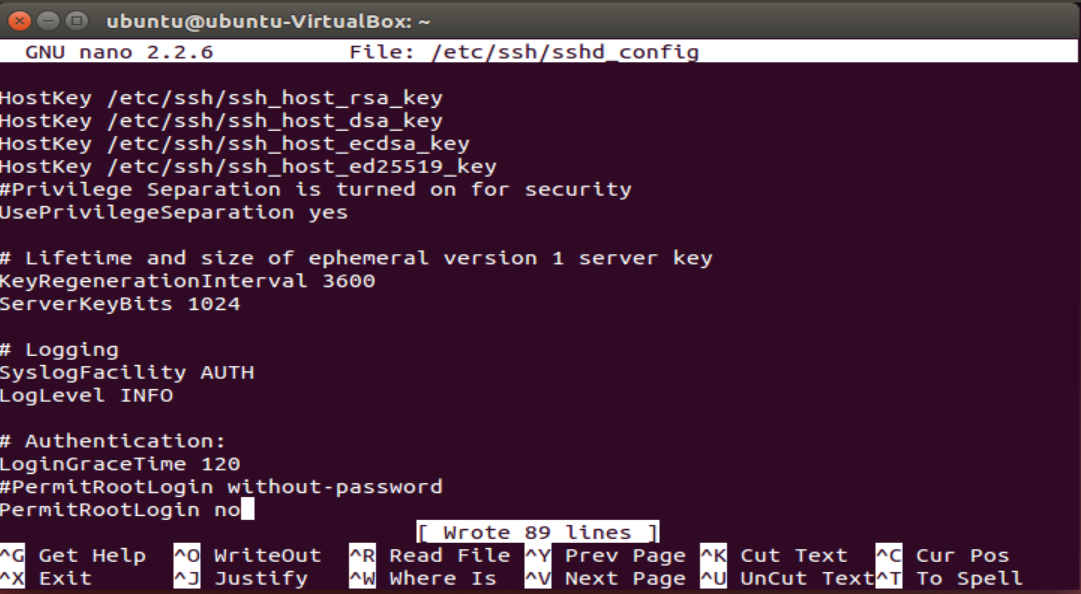 ubuntu@ubuntu-VirtualBox: ~
GNU nano 2.2.6 File: /etc/ssh/sshd_config
HostKey /etc/ssh/ssh_host_rsa_key
HostKey /etc/ssh/ssh_host_dsa_key
HostKey /etc/ssh/ssh_host_ecdsa_key
HostKey /etc/ssh/ssh_host_ed25519_key
#Privilege Separation is turned on for security
UsePrivilegeSeparation yes
# Lifetime and size of ephemeral version 1 server key
KeyRegenerationInterval 3600
ServerKeyBits 1024
# Logging
SyslogFacility AUTH
LogLevel INFO
# Authentication:
LoginGraceTime 120
#PermitRootLogin without-password
PermitRootLogin no
[ Wrote 89 lines ]
^G Get Help ^O WriteOut ^R Read File ^Y Prev Page ^K Cut Text ^C Cur Pos
^X Exit ^J Justify ^W Where Is ^V Next Page ^U UnCut Text ^T To Spell